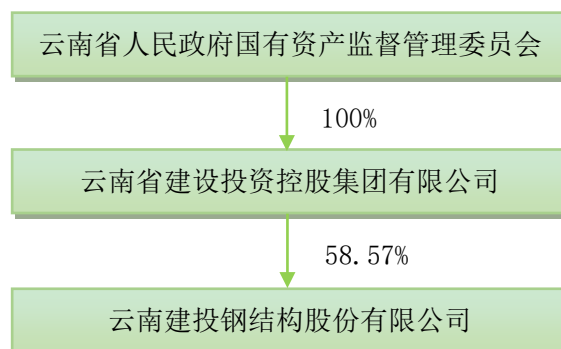 云南省人民政府国有资产监督管理委员会
100%
云南省建设投资控股集团有限公司
58.57%
云南建投钢结构股份有限公司